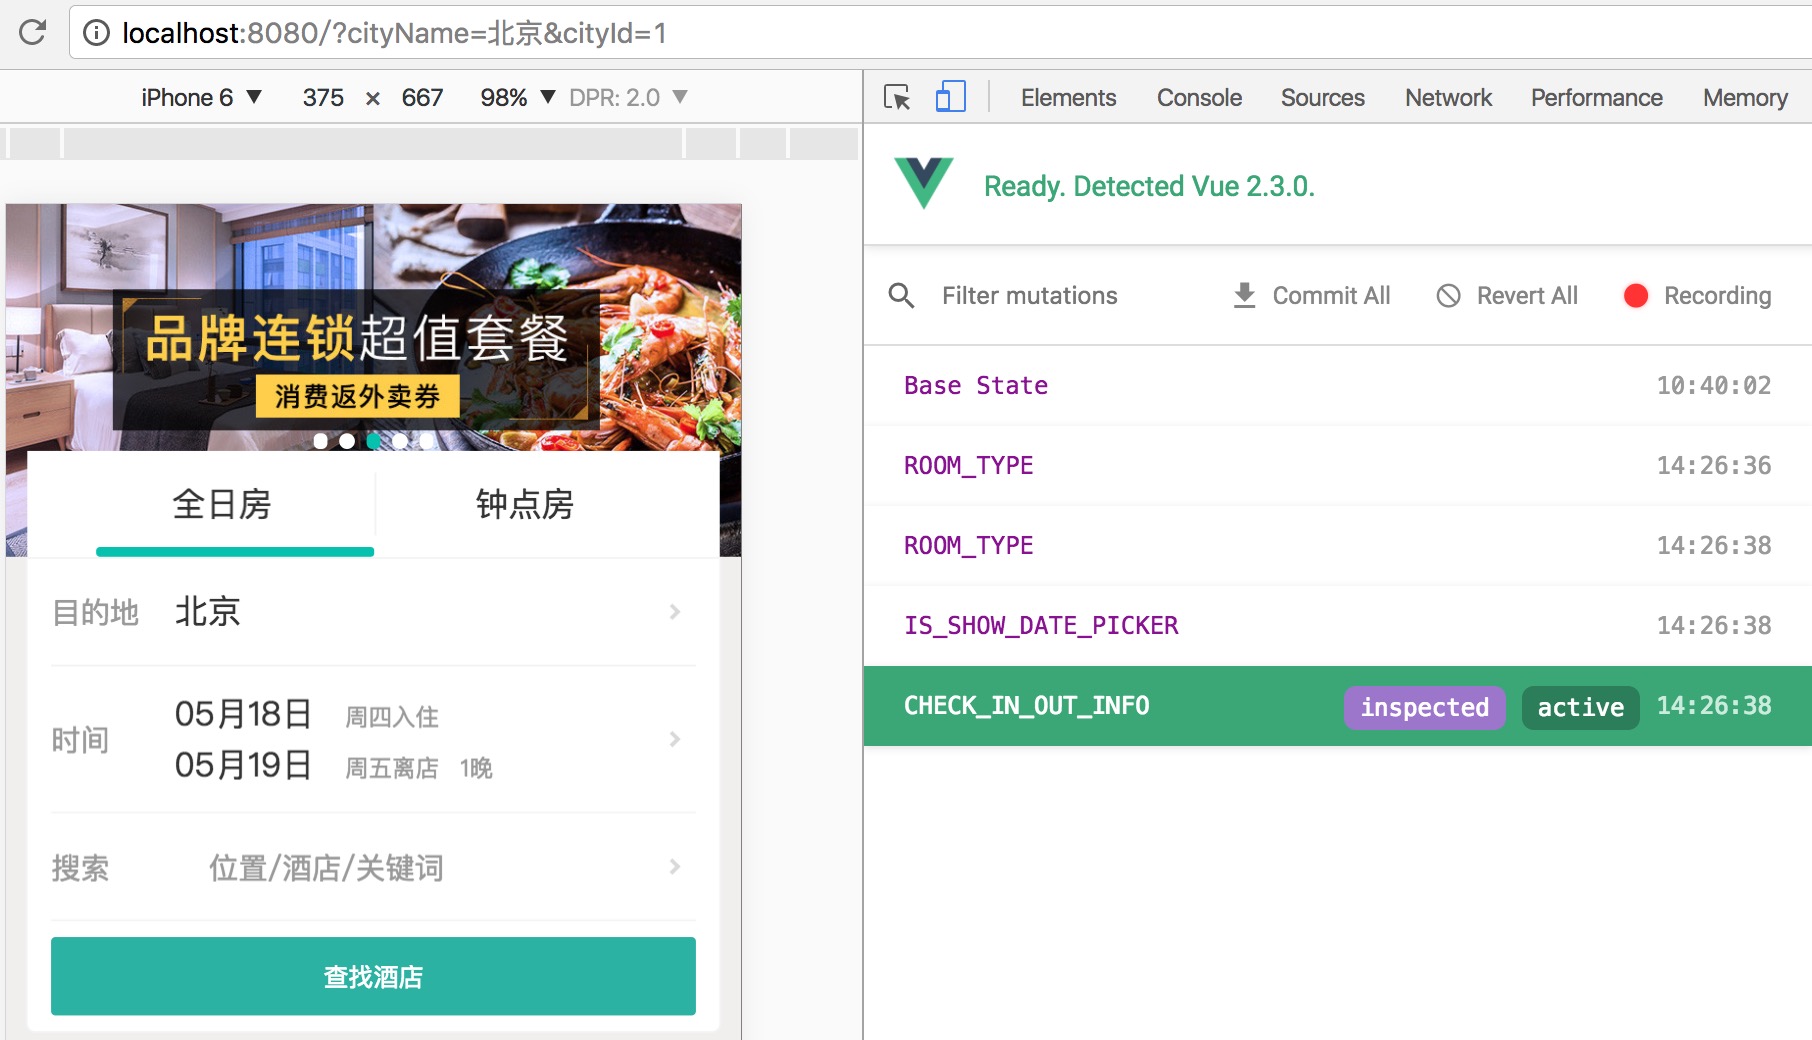 localhost:8080/?cityName=北京&cityId=1
iPhone 6 ▼ 375 × 667 98% ▼ DPR: 2.0 ▼
Elements Console Sources Network Performance Memory
Ready. Detected Vue 2.3.0.
Filter mutations Commit All Revert All Recording
Base State 10:40:02
ROOM_TYPE 14:26:36
ROOM_TYPE 14:26:38
IS_SHOW_DATE_PICKER 14:26:38
CHECK_IN_OUT_INFO inspected active 14:26:38
品牌连锁超值套餐
消费返外卖券
全日房 钟点房
目的地 北京
时间
05月18日 周四入住
05月19日 周五离店 1晚
搜索 位置/酒店/关键词
查找酒店